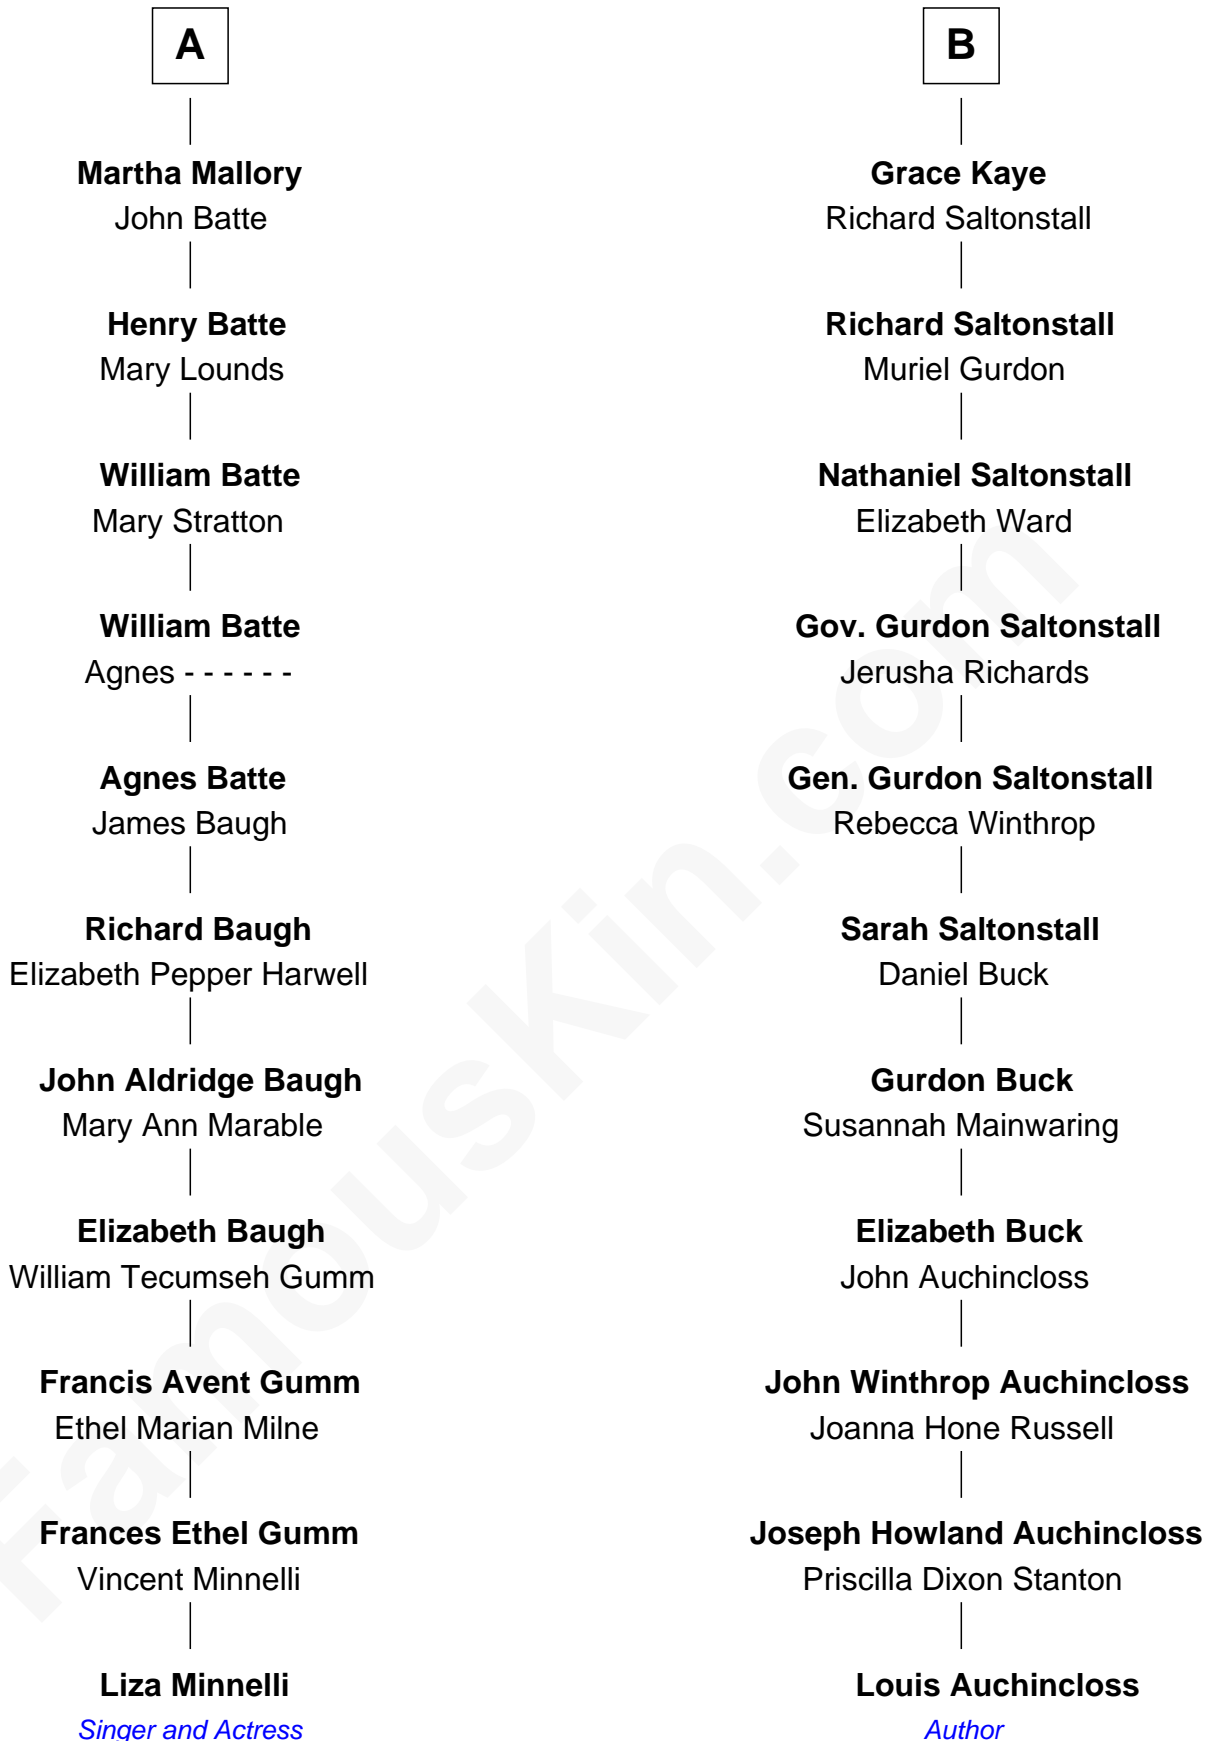 A
Martha Mallory
John Batte
Henry Batte
Mary Lounds
William Batte
Mary Stratton
William Batte
Agnes - - - - - -
Agnes Batte
James Baugh
Richard Baugh
Elizabeth Pepper Harwell
John Aldridge Baugh
Mary Ann Marable
Elizabeth Baugh
William Tecumseh Gumm
Francis Avent Gumm
Ethel Marian Milne
Frances Ethel Gumm
Vincent Minnelli
Liza Minnelli
Singer and Actress
B
Grace Kaye
Richard Saltonstall
Richard Saltonstall
Muriel Gurdon
Nathaniel Saltonstall
Elizabeth Ward
Gov. Gurdon Saltonstall
Jerusha Richards
Gen. Gurdon Saltonstall
Rebecca Winthrop
Sarah Saltonstall
Daniel Buck
Gurdon Buck
Susannah Mainwaring
Elizabeth Buck
John Auchincloss
John Winthrop Auchincloss
Joanna Hone Russell
Joseph Howland Auchincloss
Priscilla Dixon Stanton
Louis Auchincloss
Author
FamousKin.com